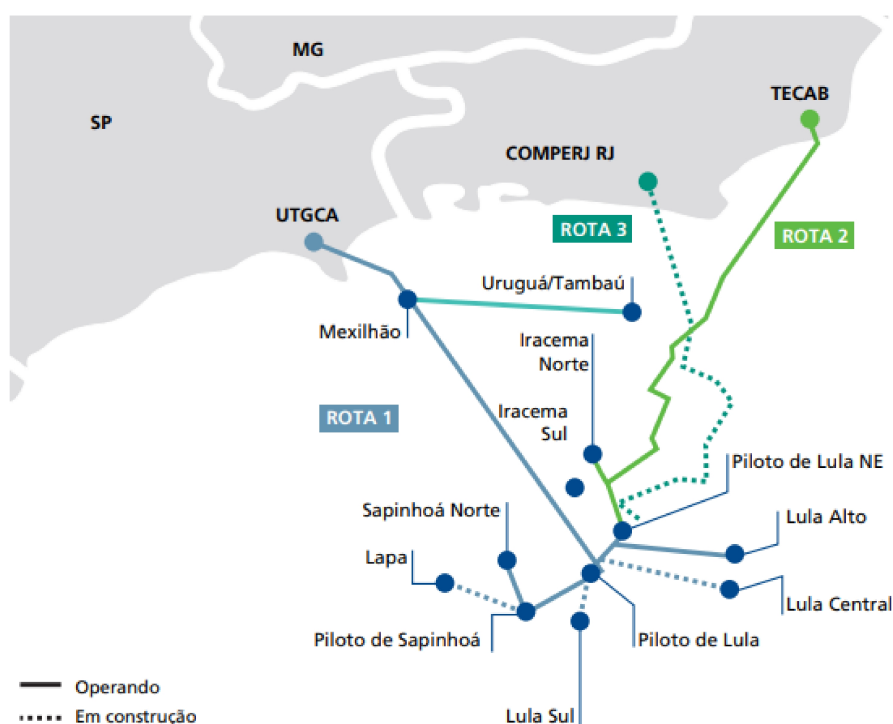 MG
TECAB
SP
COMPERJ RJ
UTGCA
ROTA 3
ROTA 2
Uruguá/Tambaú
Mexilhão
Iracema
Norte
ROTA 1
Iracema
Sul
Piloto de Lula NE
Sapinhoá Norte
Lula Alto
Lapa
Lula Central
Piloto de Sapinhoá
Piloto de Lula
Operando
Em construção
Lula Sul